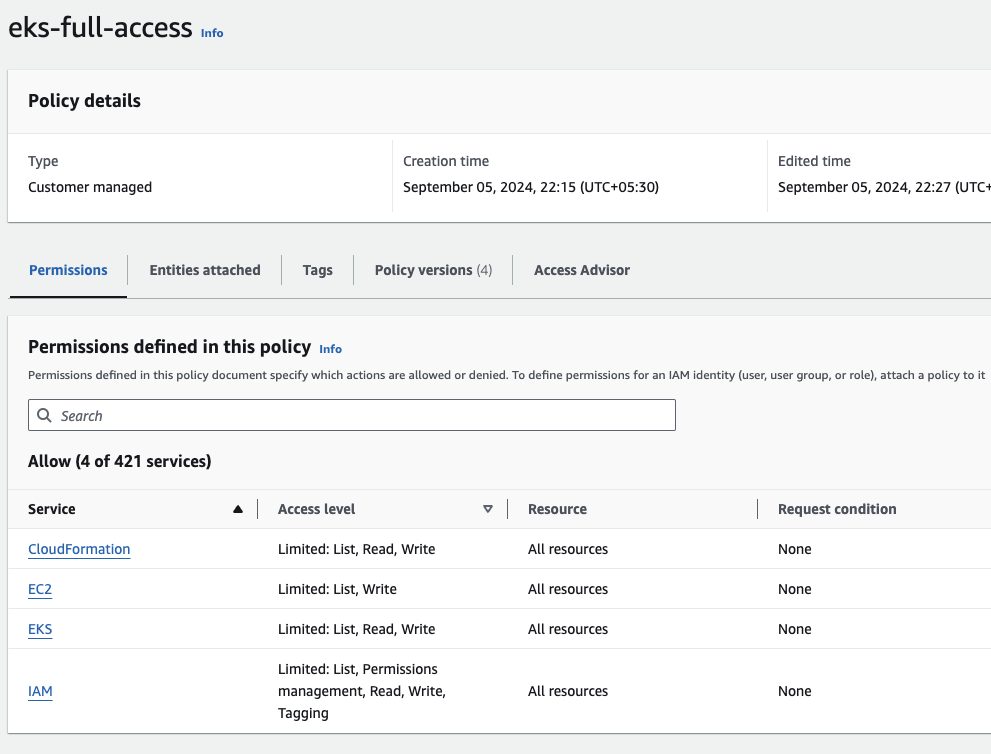 eks-full-access Info
Policy details
Type Creation time Edited time
Customer managed September 05, 2024, 22:15 (UTC+05:30) September 05, 2024, 22:27 (UTC+
Permissions Entities attached Tags Policy versions (4) Access Advisor
Permissions defined in this policy Info
Permissions defined in this policy document specify which actions are allowed or denied. To define permissions for an IAM identity (user, user group, or role), attach a policy to it
Search
Allow (4 of 421 services)
Service Access level Resource Request condition
CloudFormation Limited: List, Read, Write All resources None
EC2 Limited: List, Write All resources None
EKS Limited: List, Read, Write All resources None
Limited: List, Permissions
IAM management, Read, Write, All resources None
Tagging